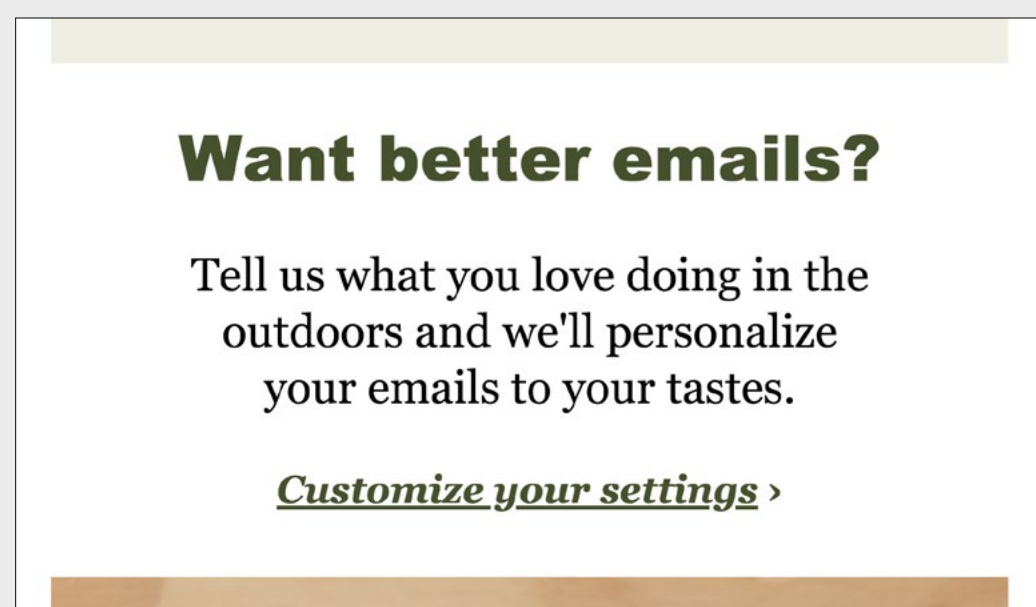 Want better emails?
Tell us what you love doing in the
outdoors and we'll personalize
your emails to your tastes.
Customize your settings ›